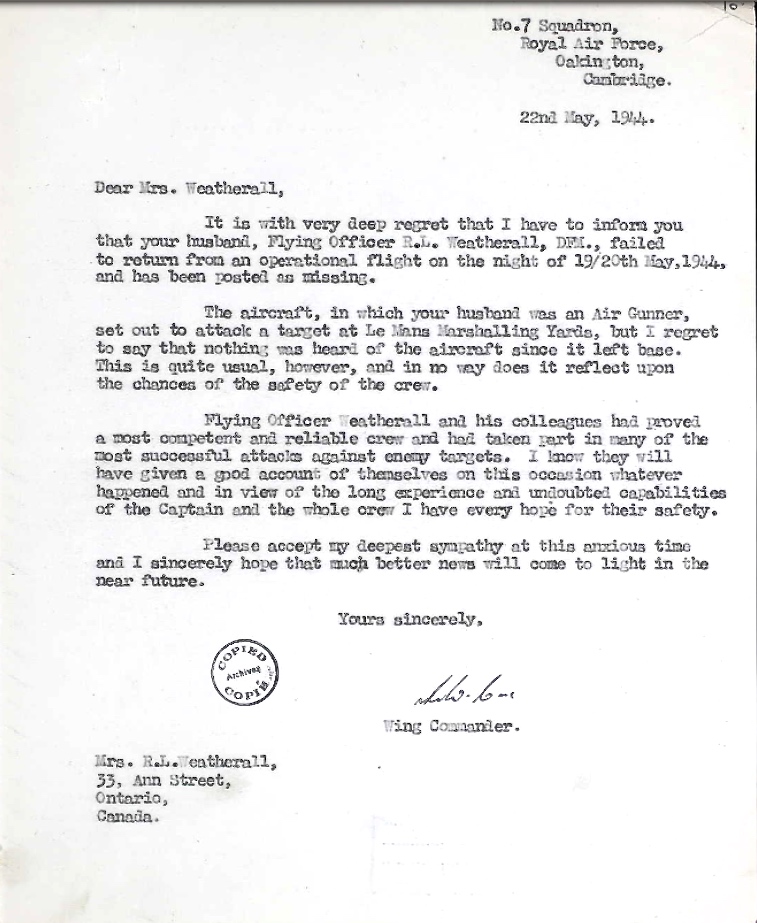 No.7 Squadron,
Royal Air Force,
Oakington,
Cambridge.
22nd May, 1944.
Dear Mrs. Weatherall,
It is with very deep regret that I have to inform you
that your husband, Flying Officer R.L. Weatherall, DFM., failed
to return from an operational flight on the night of 19/20th May,1944,
and has been posted as missing.
The aircraft, in which your husband was an Air Gunner,
set out to attack a target at Le Mans Marshalling Yards, but I regret
to say that nothing was heard of the aircraft since it left base.
This is quite usual, however, and in no way does it reflect upon
the chances of the safety of the crew.
Flying Officer Weatherall and his colleagues had proved
a most competent and reliable crew and had taken part in many of the
most successful attacks against enemy targets. I know they will
have given a good account of themselves on this occasion whatever
happened and in view of the long experience and undoubted capabilities
of the Captain and the whole crew I have every hope for their safety.
Please accept my deepest sympathy at this anxious time
and I sincerely hope that much better news will come to light in the
near future.
Yours sincerely,
COPIED
Archives
COPIÉ
Wing Commander.
Mrs. R.L.Weatherall,
33, Ann Street,
Ontario,
Canada.